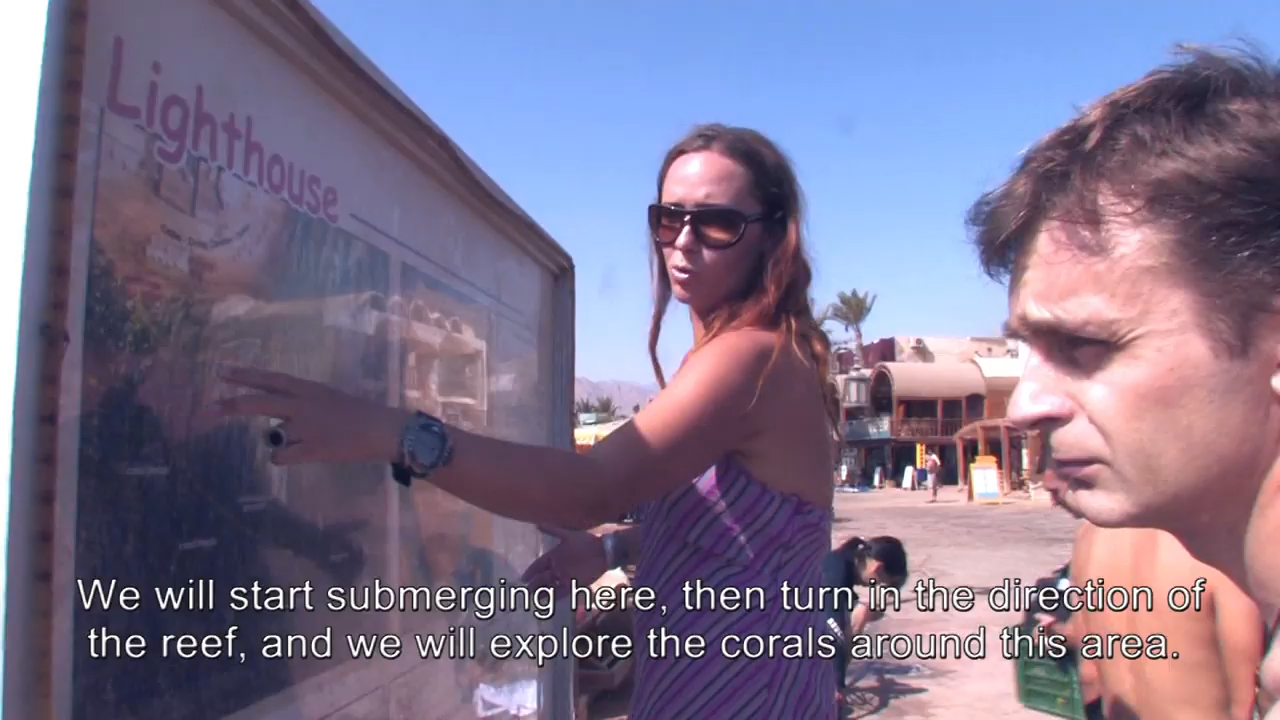 Lighthouse
We will start submerging here, then turn in the direction of
the reef, and we will explore the corals around this area.